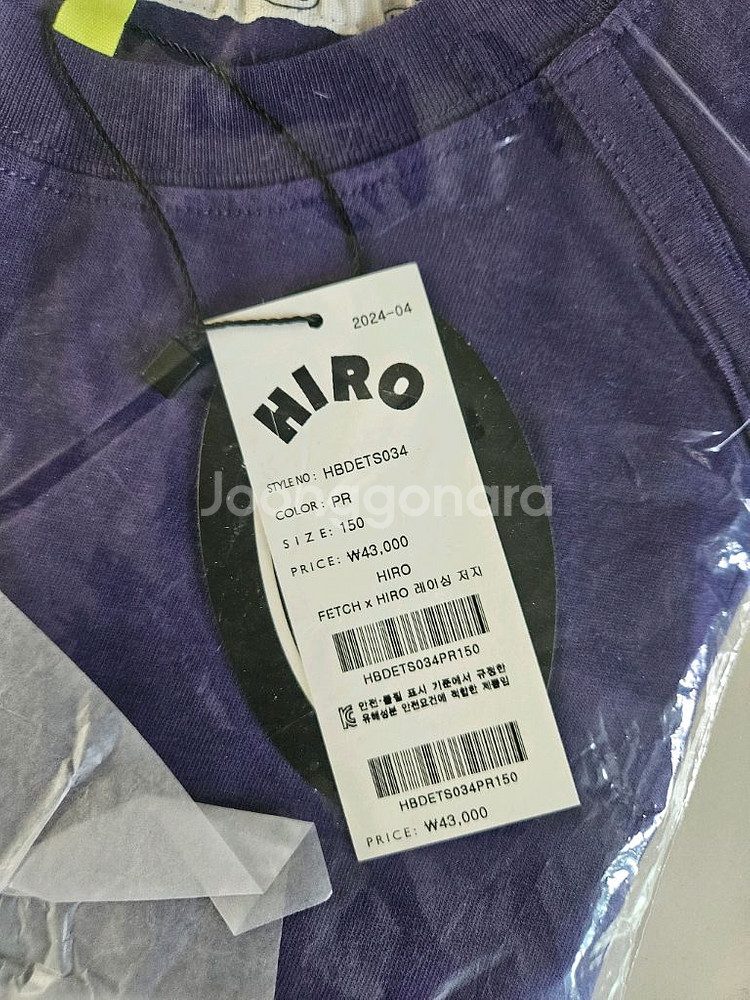 2024-04
HIRO
STYLE NO : HBDETS034
COLOR : PR
SIZE: 150
PRICE: ₩43,000
HIRO
FETCH x HIRO 레이싱 저지
HBDETS034PR150
안전·품질 표시 기준에서 규정한
유해성분 안전요건에 적합한 제품임
HBDETS034PR150
PRICE: ₩43,000
Joonggonara